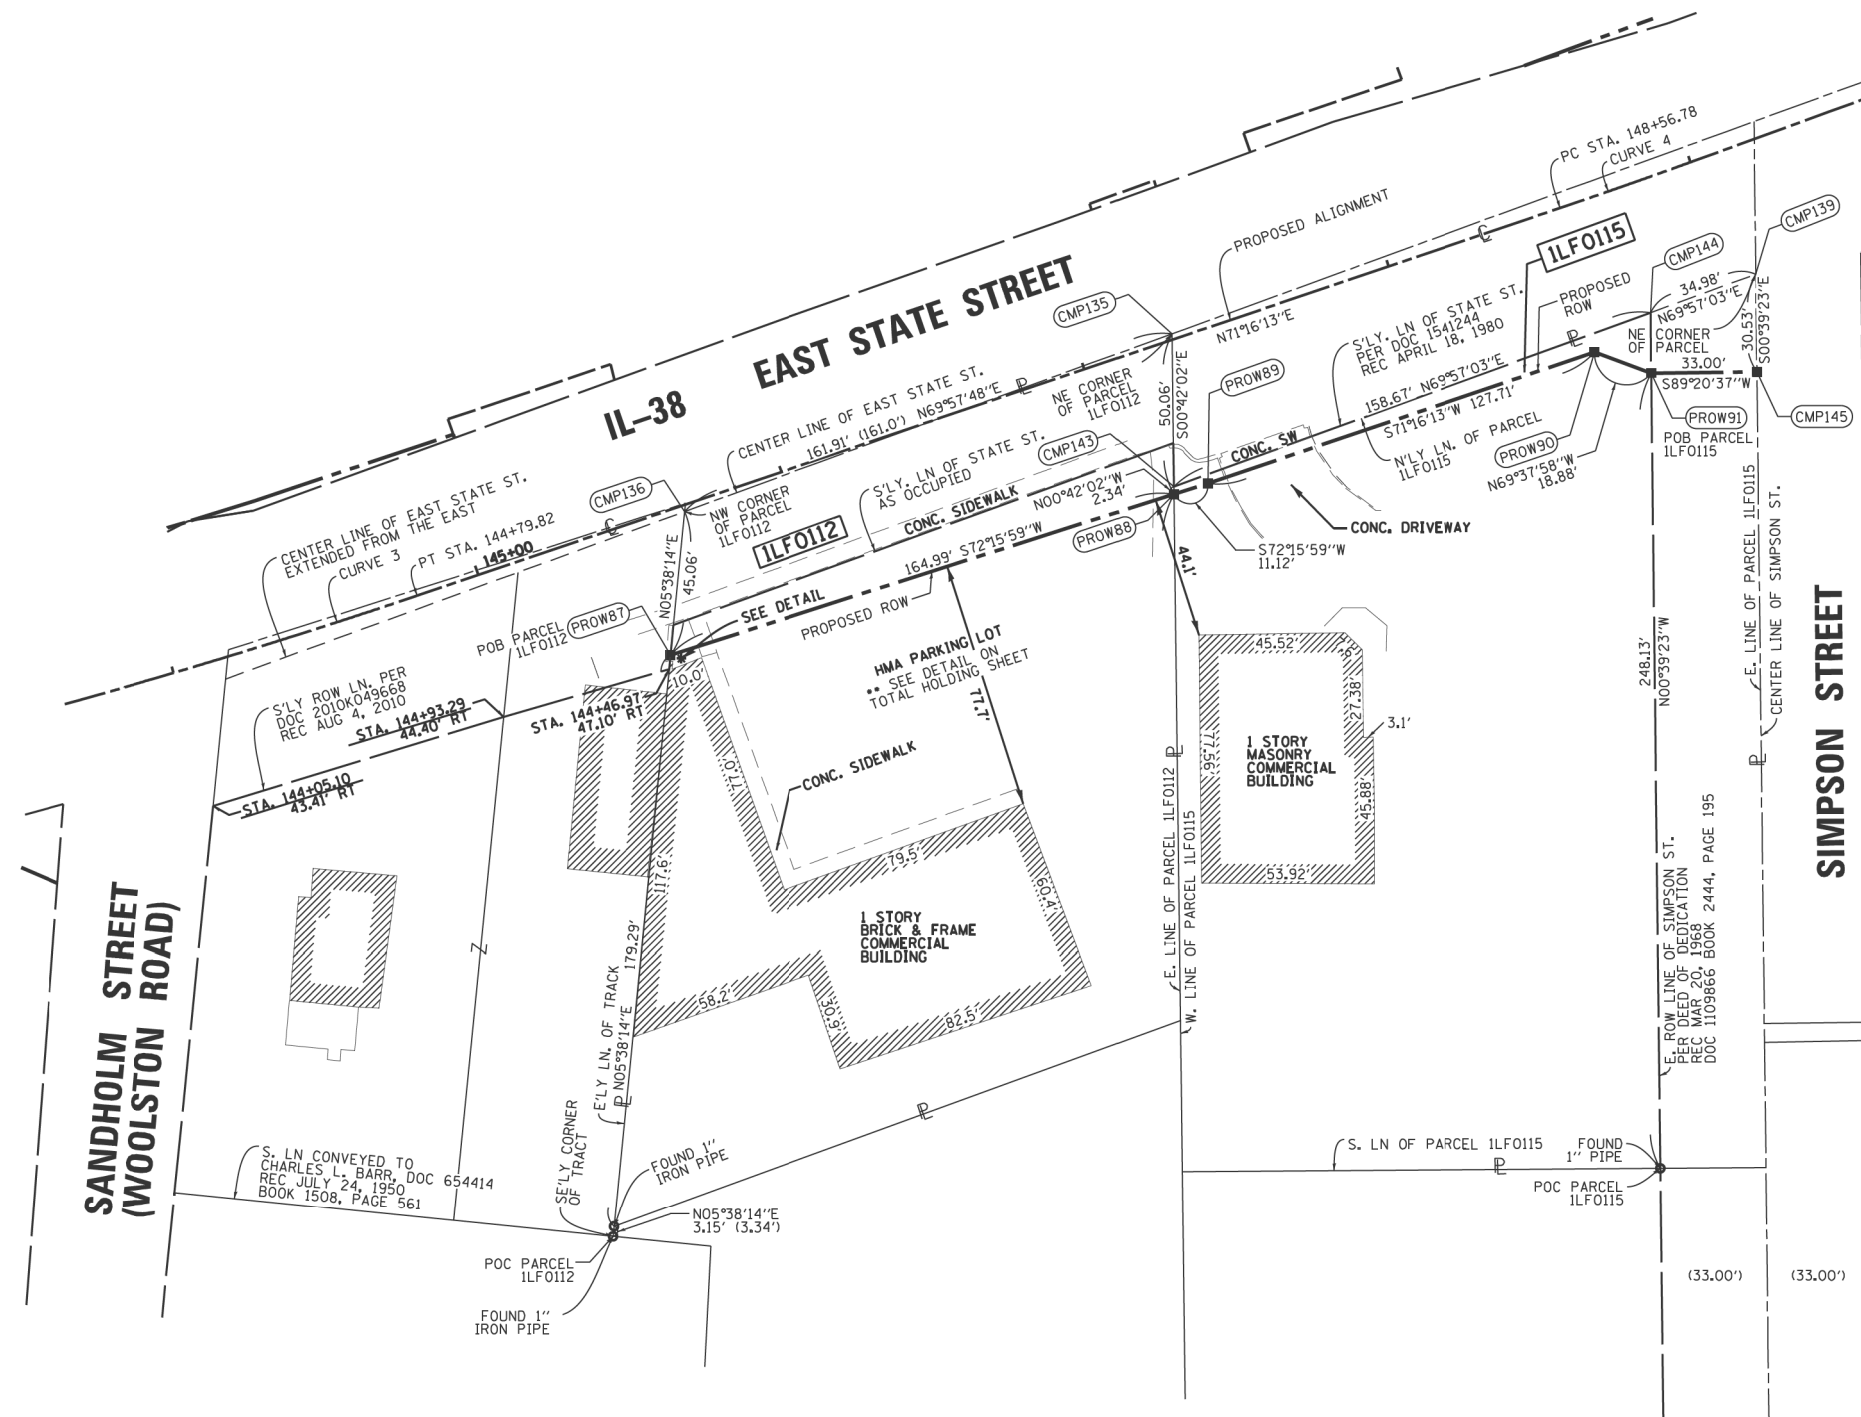 PC STA. 148+56.78
CURVE 4
CMP139
PROPOSED ALIGNMENT
1LF0115
CMP144
EAST STATE STREET
IL-38
CMP135
N71°16'13"E
℄
S'LY. LN OF STATE ST.
PER DOC 1541244
REC APRIL 18, 1980
PROPOSED
ROW
34.98'
N69°57'03"E
NE CORNER
OF PARCEL
30.53'
S00°39'23"E
33.00'
S89°20'37"W
CMP145
PROW91
POB PARCEL
1LF0115
158.67' N69°57'03"E
S71°16'13"W 127.71'
N'LY LN. OF PARCEL
1LF0115
PROW90
N69°37'58"W
18.88'
PROW89
50.06'
S00°42'02"E
NE CORNER
OF PARCEL
1LF0112
CENTER LINE OF EAST STATE ST.
161.91' (161.0') N69°57'48"E
CMP143
CONC. SW
CONC. DRIVEWAY
S72°15'59"W
11.12'
N00°42'02"W
2.34'
PROW88
S'LY. LN OF STATE ST.
AS OCCUPIED
CONC. SIDEWALK
164.99' S72°15'59"W
CMP136
NW CORNER
OF PARCEL
1LF0112
1LF0112
CENTER LINE OF EAST STATE ST.
EXTENDED FROM THE EAST
CURVE 3
PT STA. 144+79.82
145+00
℄
N05°38'14"E
45.06'
SEE DETAIL
PROPOSED ROW
PROW87
POB PARCEL
1LF0112
S'LY ROW LN. PER
DOC 2010K049668
REC AUG 4, 2010
STA. 144+93.29
44.40' RT
STA. 144+46.97
47.10' RT
STA. 144+05.10
43.41' RT
10.0'
HMA PARKING LOT
** SEE DETAIL ON
TOTAL HOLDING SHEET
77.7'
44.1'
77.0'
CONC. SIDEWALK
79.5'
60.4'
117.6'
58.2'
30.9'
82.5'
1 STORY
BRICK & FRAME
COMMERCIAL
BUILDING
45.52'
27.38'
3.1'
77.56'
45.88'
53.92'
1 STORY
MASONRY
COMMERCIAL
BUILDING
E. LINE OF PARCEL 1LF0112
W. LINE OF PARCEL 1LF0115
248.13'
N00°39'23"W
E. LINE OF PARCEL 1LF0115
CENTER LINE OF SIMPSON ST.
SIMPSON STREET
E. ROW LINE OF SIMPSON ST.
PER DEED OF DEDICATION
REC MAR 20, 1968
DOC 1109866 BOOK 2444, PAGE 195
SANDHOLM STREET
(WOOLSTON ROAD)
Z
E'LY LN. OF TRACK
N05°38'14"E 179.29'
SE'LY CORNER
OF TRACT
FOUND 1"
IRON PIPE
S. LN CONVEYED TO
CHARLES L. BARR, DOC 654414
REC JULY 24, 1950
BOOK 1508, PAGE 561
N05°38'14"E
3.15' (3.34')
POC PARCEL
1LF0112
FOUND 1"
IRON PIPE
S. LN OF PARCEL 1LF0115
FOUND
1" PIPE
POC PARCEL
1LF0115
(33.00')
(33.00')